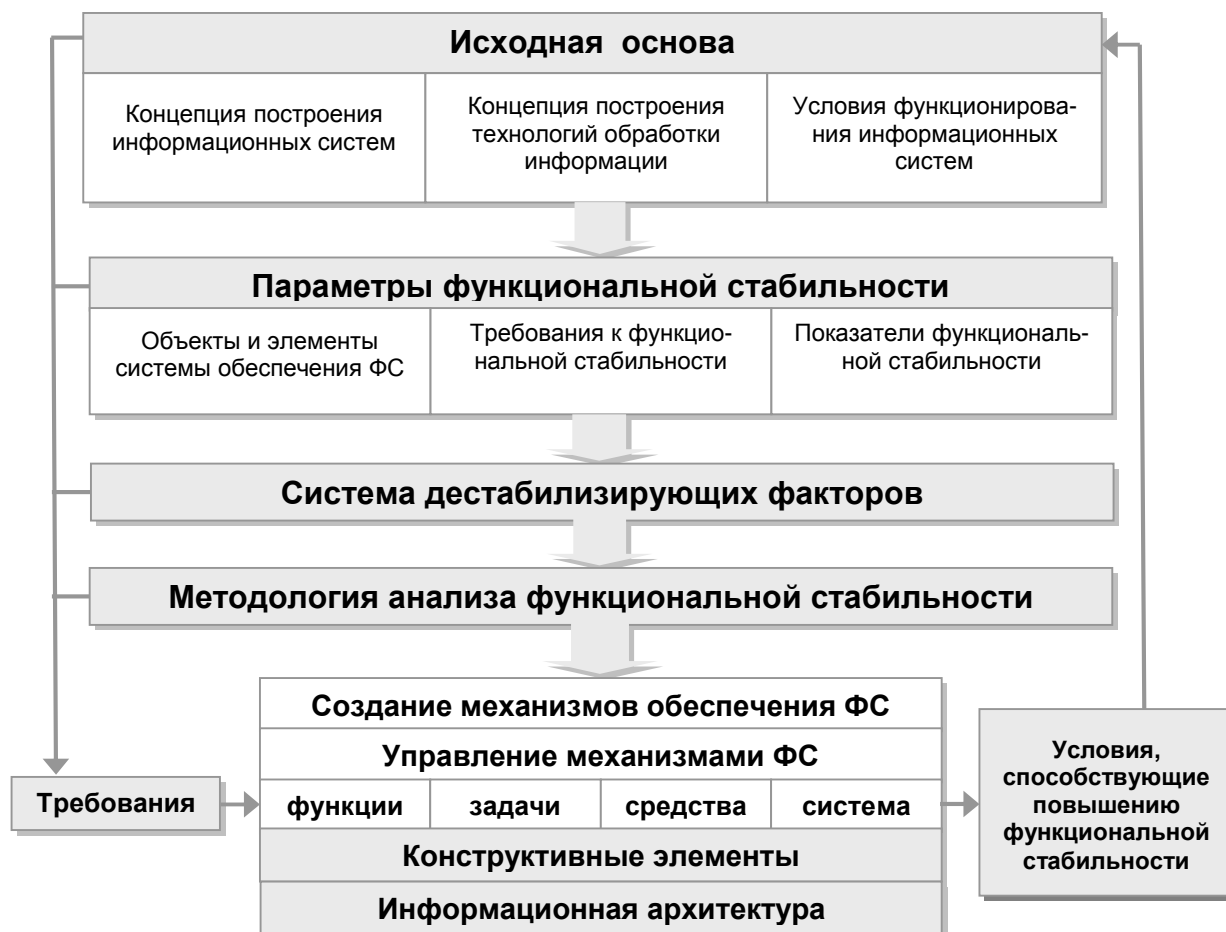 Исходная основа
Концепция построения
информационных систем
Концепция построения
технологий обработки
информации
Условия функционирова-
ния информационных
систем
Параметры функциональной стабильности
Объекты и элементы
системы обеспечения ФС
Требования к функцио-
нальной стабильности
Показатели функциональ-
ной стабильности
Система дестабилизирующих факторов
Методология анализа функциональной стабильности
Создание механизмов обеспечения ФС
Управление механизмами ФС
Требования
функции
задачи
средства
система
Конструктивные элементы
Информационная архитектура
Условия,
способствующие
повышению
функциональной
стабильности